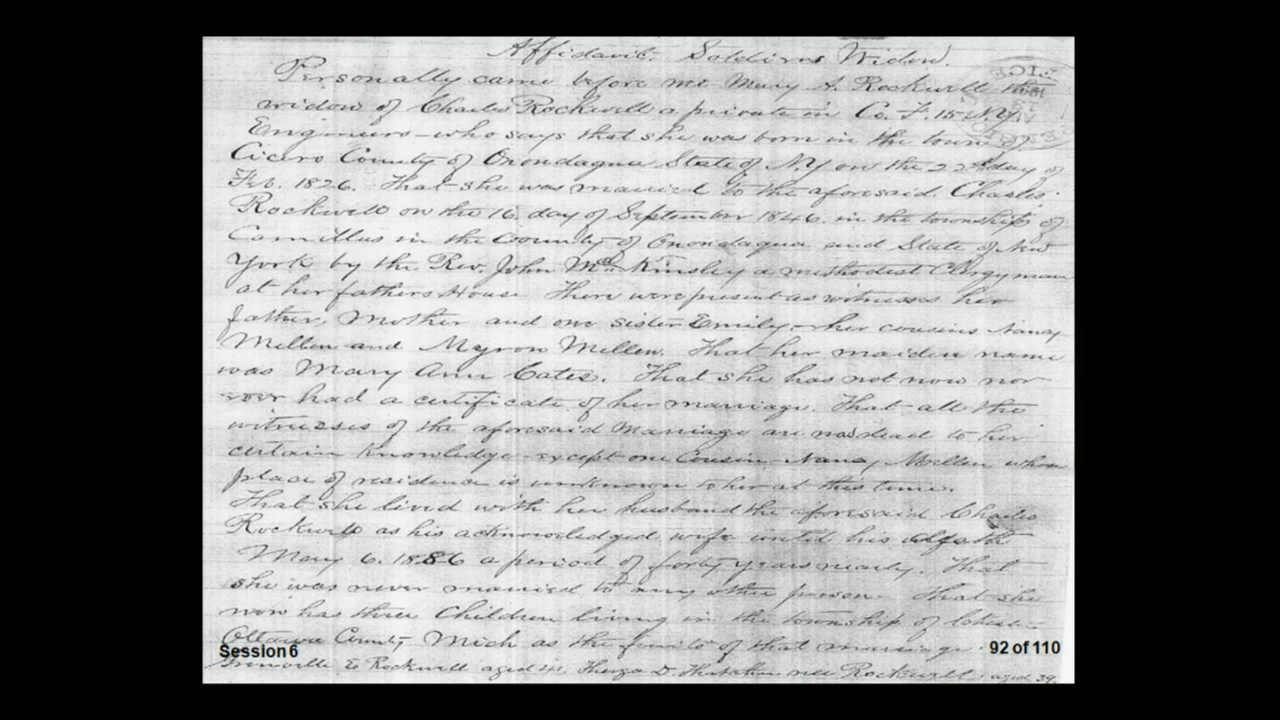 Affidavit. Soldiers Widow.
Personally came before me Mary A. Rockwell
widow of Charles Rockwell a private in Co. F. 15 N.Y.
Engineers - who says that she was born in the town of
Cicero County of Onondagua State of N.Y on the 22d day of
Feb. 1826. That she was married to the aforesaid Charles
Rockwell on the 16 day of September 1846. in the township of
Camillus in the County of Onondagua and State of New
York by the Rev. John McKinsley a methodest Clergyman
at her fathers House. There were present as witnesses her
father, Mother and one sister Emily - her cousins Nancy
Mellen and Myron Mellen. That her maiden name
was Mary Ann Cates. That she has not now nor
ever had a certificate of her marriage. That all the
witnesses of the aforesaid Marriage are dead to her
certain knowledge except one Cousin Nancy Mellen whose
place of residence is unknown to her at this time.
That she lived with her husband the aforesaid Charles
Rockwell as his acknowledged wife until his death
May 6. 1886 a period of forty years nearly. That
she was never married to any other person. That she
now has three Children living in the township of
Ottawa County Mich as the fruits of that marriage.
Session 6
92 of 110
Grenville E. Rockwell aged 41. D. Thatcher nee Rockwell aged 39.